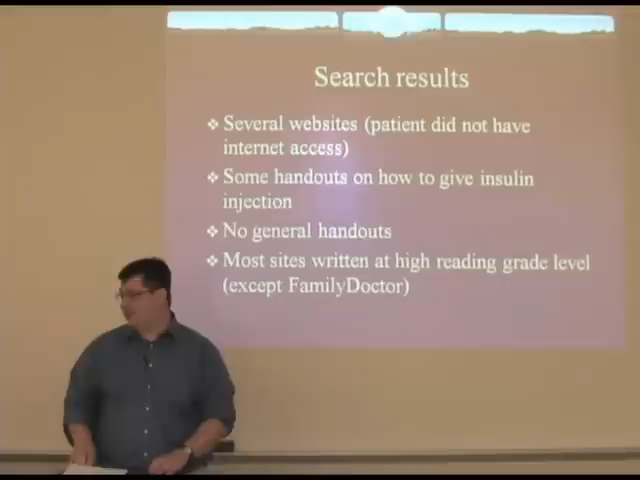 Search results
❖ Several websites (patient did not have
internet access)
❖ Some handouts on how to give insulin
injection
❖ No general handouts
❖ Most sites written at high reading grade level
(except FamilyDoctor)